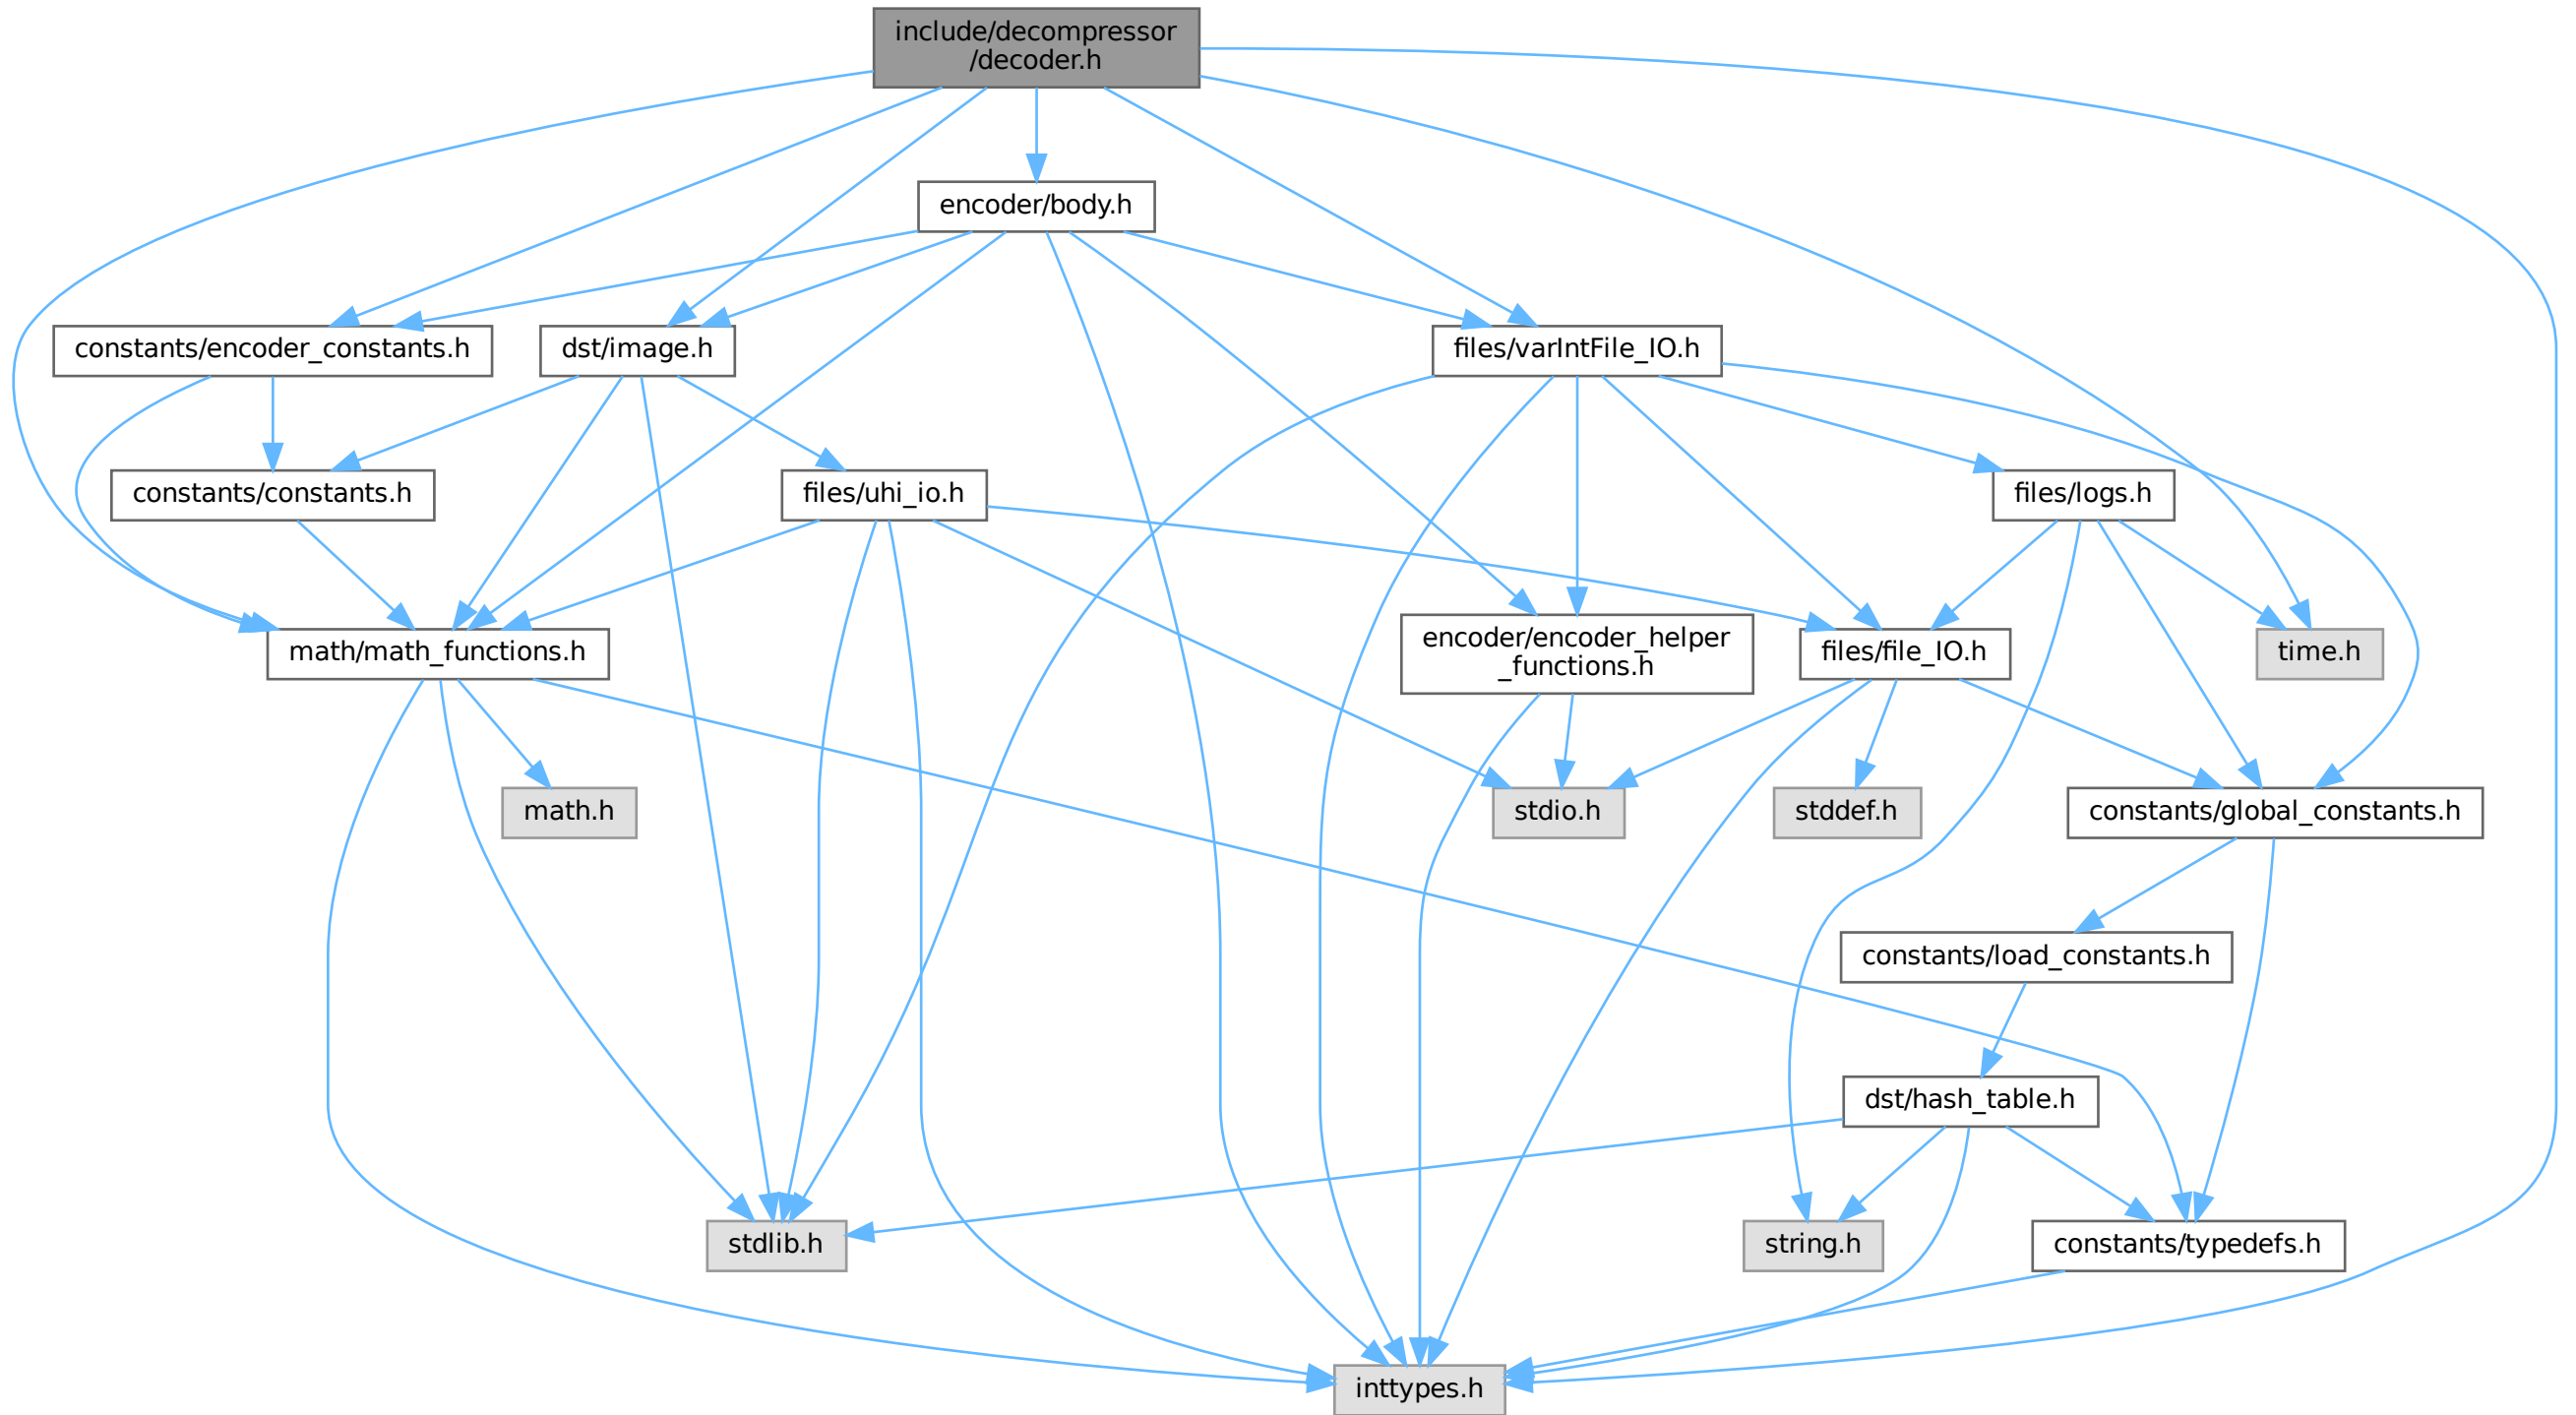 include/decompressor
/decoder.h
encoder/body.h
constants/encoder_constants.h
dst/image.h
files/varIntFile_IO.h
constants/constants.h
files/uhi_io.h
files/logs.h
math/math_functions.h
encoder/encoder_helper
_functions.h
files/file_IO.h
time.h
math.h
stdio.h
stddef.h
constants/global_constants.h
constants/load_constants.h
dst/hash_table.h
stdlib.h
string.h
constants/typedefs.h
inttypes.h